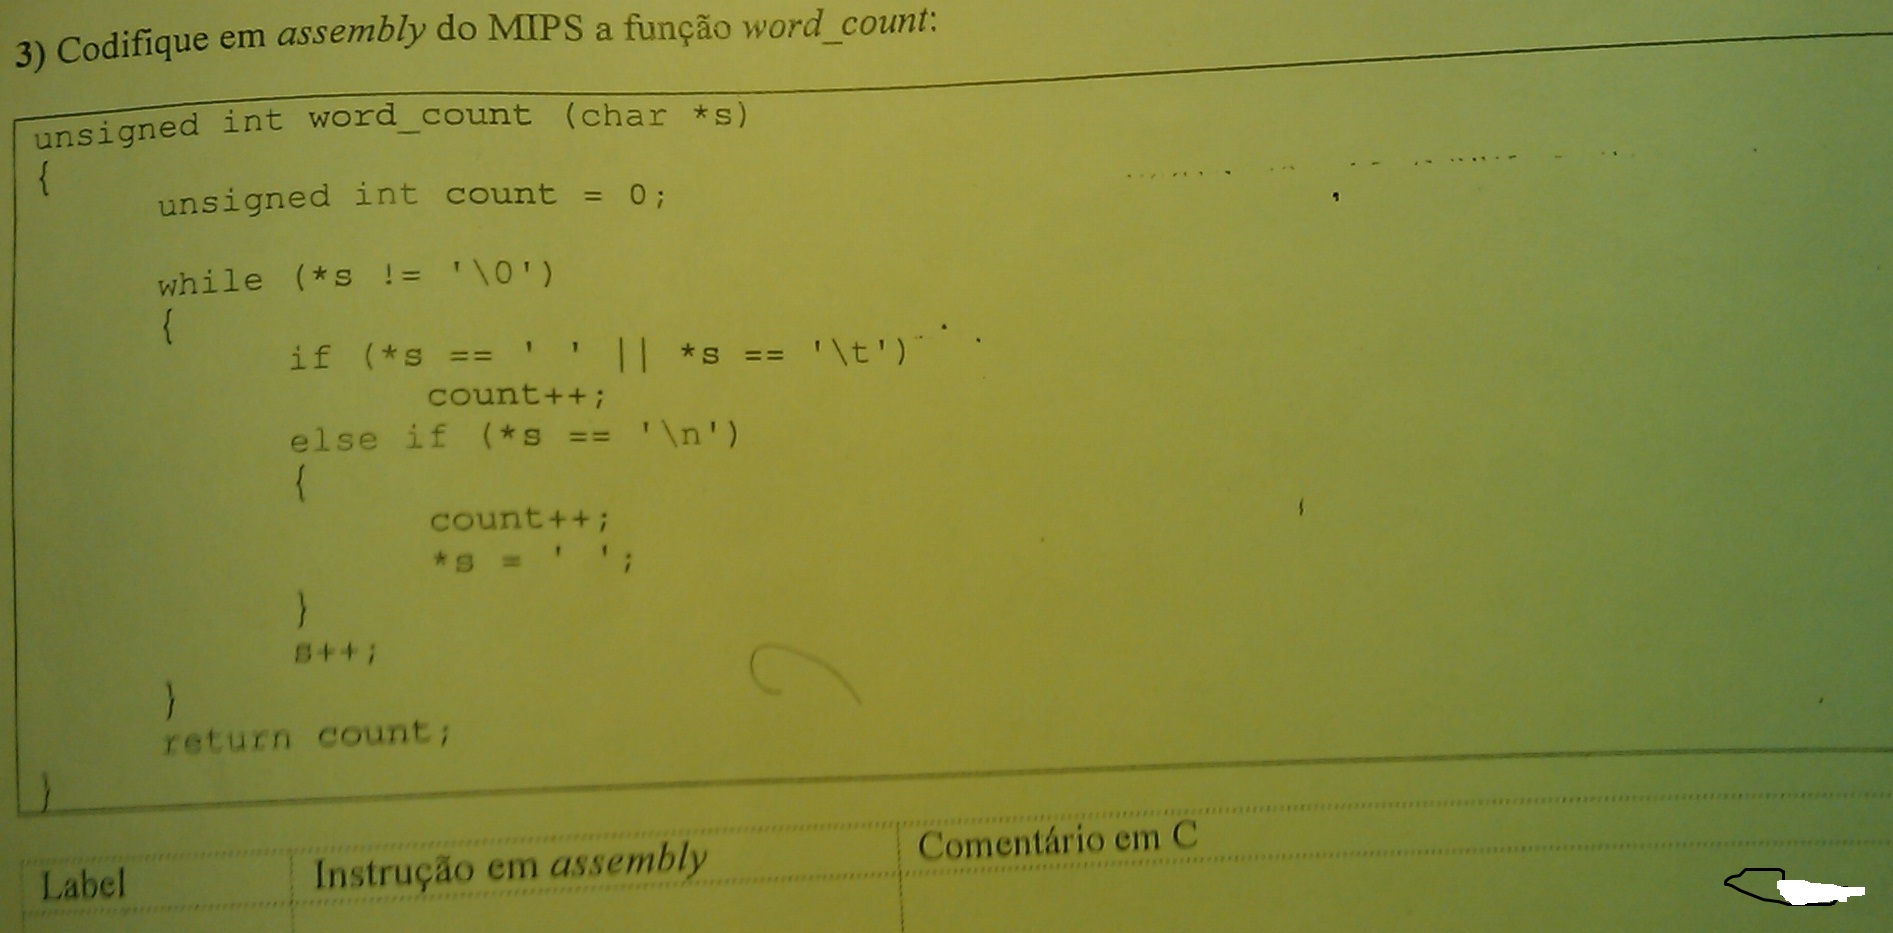 3) Codifique em assembly do MIPS a função word_count:
unsigned int word_count (char *s)
{
unsigned int count = 0;
while (*s != '\0')
{
if (*s == ' ' || *s == '\t')
count++;
else if (*s == '\n')
{
count++;
*s = ' ';
}
s++;
}
return count;
}
Label Instrução em assembly Comentário em C